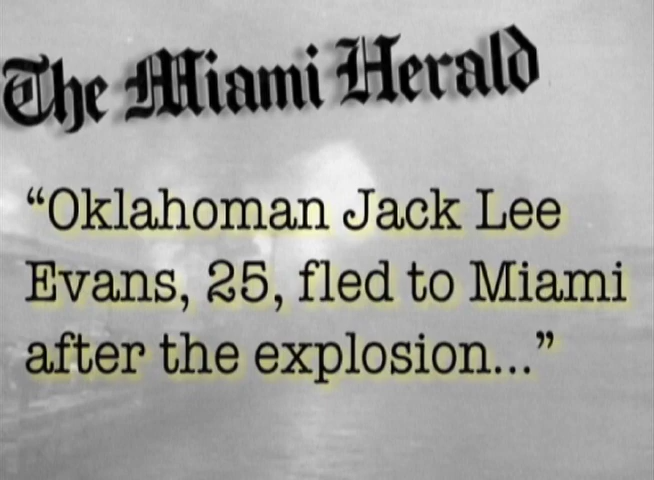 The Miami Herald
“Oklahoman Jack Lee
Evans, 25, fled to Miami
after the explosion...”